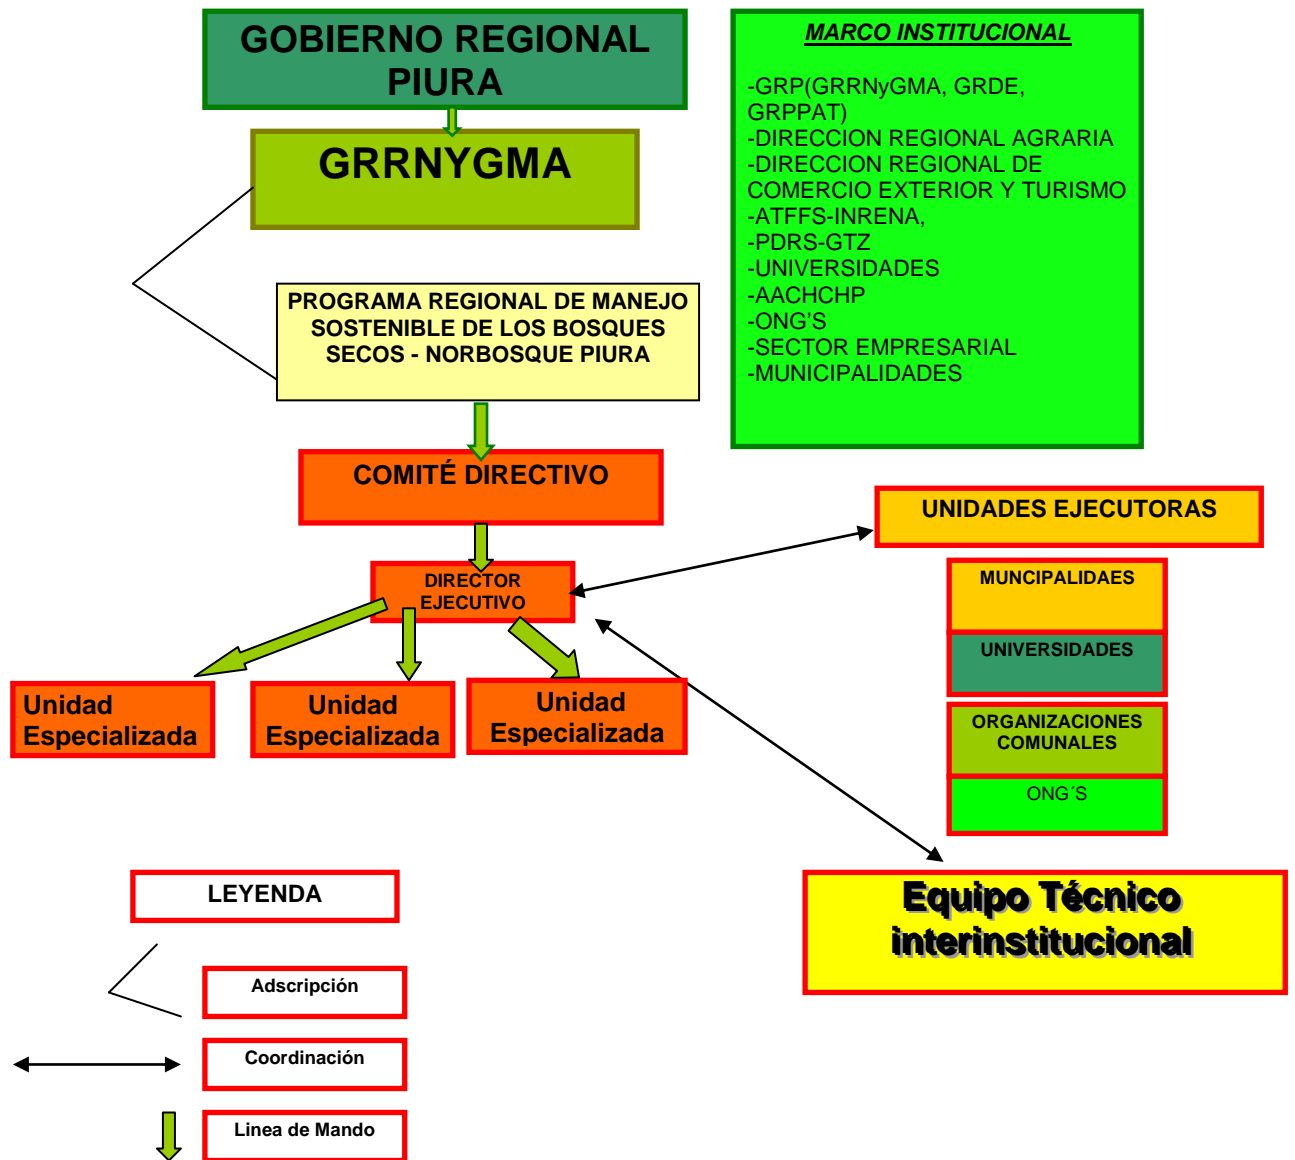 GOBIERNO REGIONAL
PIURA
GRRNYGMA
PROGRAMA REGIONAL DE MANEJO
SOSTENIBLE DE LOS BOSQUES
SECOS - NORBOSQUE PIURA
COMITÉ DIRECTIVO
DIRECTOR
EJECUTIVO
Unidad
Especializada
Unidad
Especializada
Unidad
Especializada
MARCO INSTITUCIONAL
-GRP(GRRNyGMA, GRDE,
GRPPAT)
-DIRECCION REGIONAL AGRARIA
-DIRECCION REGIONAL DE
COMERCIO EXTERIOR Y TURISMO
-ATFFS-INRENA,
-PDRS-GTZ
-UNIVERSIDADES
-AACHCHP
-ONG'S
-SECTOR EMPRESARIAL
-MUNICIPALIDADES
UNIDADES EJECUTORAS
MUNCIPALIDAES
UNIVERSIDADES
ORGANIZACIONES
COMUNALES
ONG´S
Equipo Técnico
interinstitucional
LEYENDA
Adscripción
Coordinación
Linea de Mando